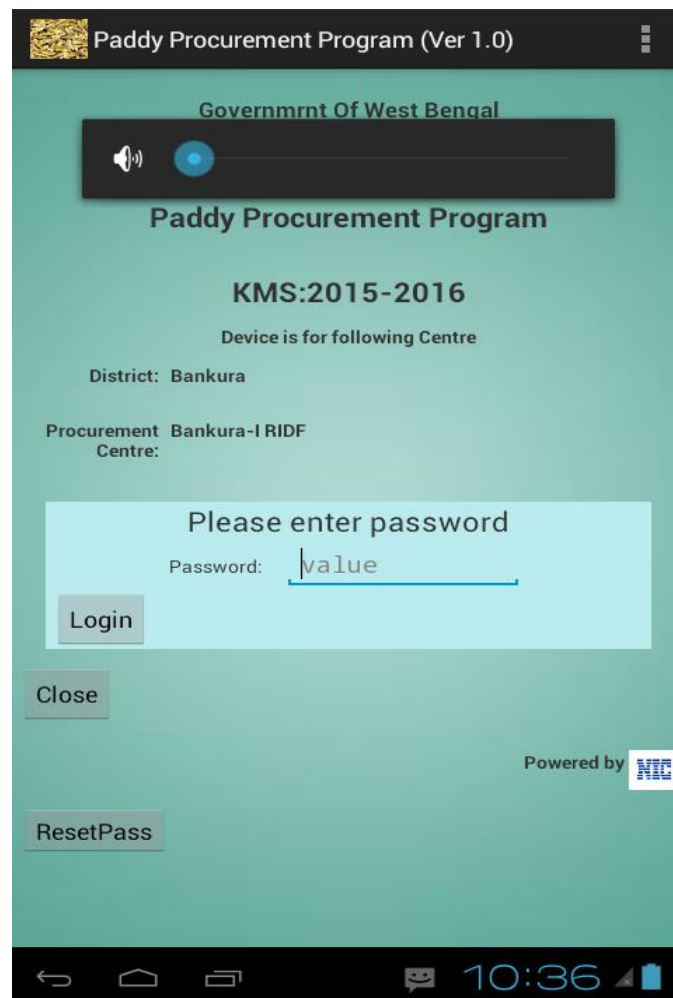 Paddy Procurement Program (Ver 1.0)
Governmrnt Of West Bengal
Paddy Procurement Program
KMS:2015-2016
Device is for following Centre
District: Bankura
Procurement Centre: Bankura-I RIDF
Please enter password
Password: value
Login
Close
Powered by NIC
ResetPass
10:36